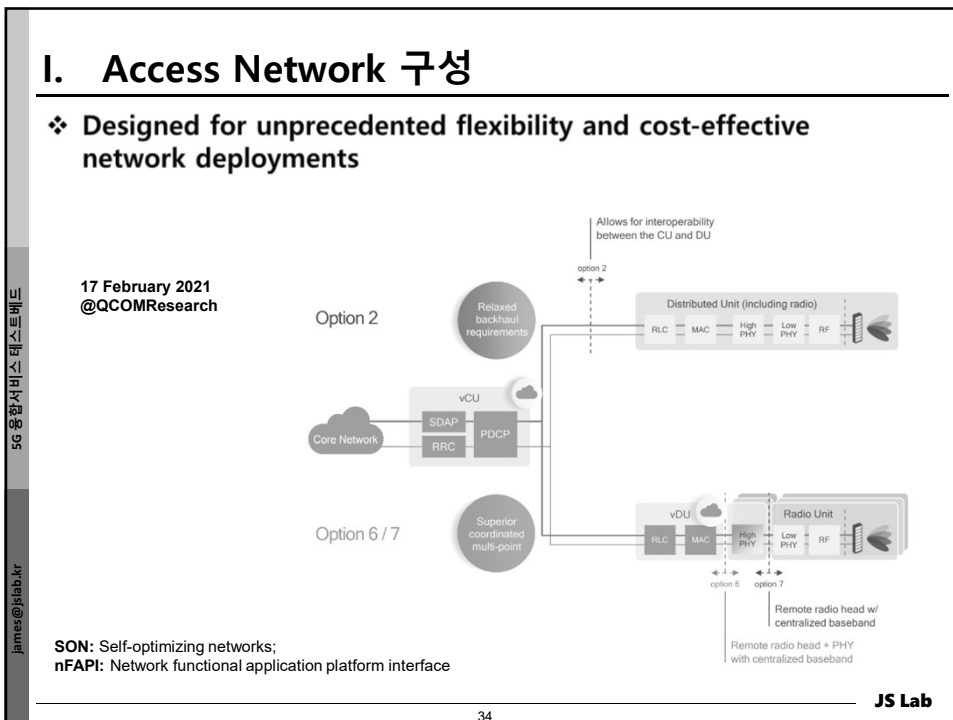 I. Access Network 구성
❖ Designed for unprecedented flexibility and cost-effective
network deployments
Allows for interoperability
between the CU and DU
option 2
17 February 2021
@QCOMResearch
Option 2
Relaxed
backhaul
requirements
Distributed Unit (including radio)
RLC
MAC
High
PHY
Low
PHY
RF
vCU
SDAP
PDCP
Core Network
RRC
Option 6 / 7
Superior
coordinated
multi-point
vDU
Radio Unit
RLC
MAC
High
PHY
Low
PHY
RF
option 6
option 7
Remote radio head w/
centralized baseband
Remote radio head + PHY
with centralized baseband
SON: Self-optimizing networks;
nFAPI: Network functional application platform interface
5G 융합서비스 테스트베드
james@jslab.kr
JS Lab
34